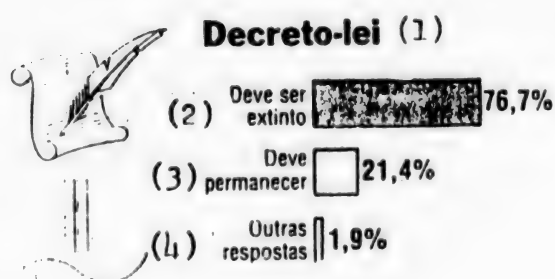 Decreto-lei (1)
(2) Deve ser
extinto 76,7%
(3) Deve
permanecer 21,4%
(4) Outras
respostas 1,9%